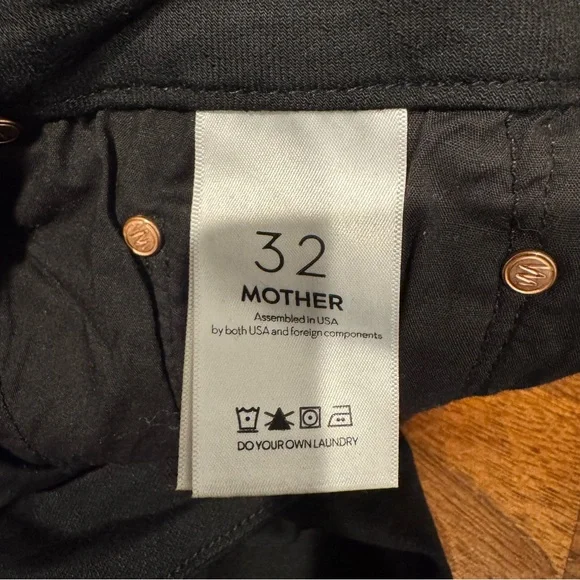 32
MOTHER
Assembled in USA
by both USA and foreign components
DO YOUR OWN LAUNDRY